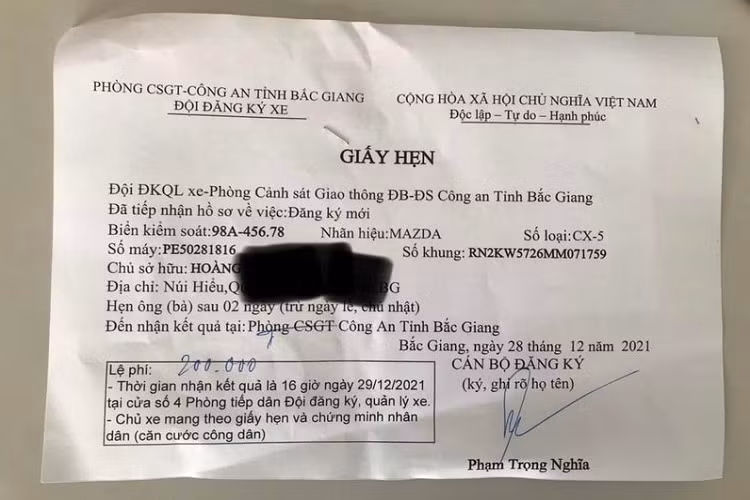 PHÒNG CSGT-CÔNG AN TỈNH BẮC GIANG
ĐỘI ĐĂNG KÝ XE
CỘNG HÒA XÃ HỘI CHỦ NGHĨA VIỆT NAM
Độc lập – Tự do – Hạnh phúc
GIẤY HẸN
Đội ĐKQL xe-Phòng Cảnh sát Giao thông ĐB-ĐS Công an Tỉnh Bắc Giang
Đã tiếp nhận hồ sơ về việc:Đăng ký mới
Biển kiểm soát:98A-456.78 Nhãn hiệu:MAZDA Số loại:CX-5
Số máy:PE50281816 Số khung: RN2KW5726MM071759
Chủ sở hữu: HOÀNG
Địa chỉ: Núi Hiểu, BG
Hẹn ông (bà) sau 02 ngày (trừ ngày lễ, chủ nhật)
Đến nhận kết quả tại: Phòng CSGT Công An Tỉnh Bắc Giang
Bắc Giang, ngày 28 tháng 12 năm 2021
CÁN BỘ ĐĂNG KÝ
(ký, ghi rõ họ tên)
Phạm Trọng Nghĩa
Lệ phí: 200.000
- Thời gian nhận kết quả là 16 giờ ngày 29/12/2021
tại cửa số 4 Phòng tiếp dân Đội đăng ký, quản lý xe.
- Chủ xe mang theo giấy hẹn và chứng minh nhân
dân (căn cước công dân)